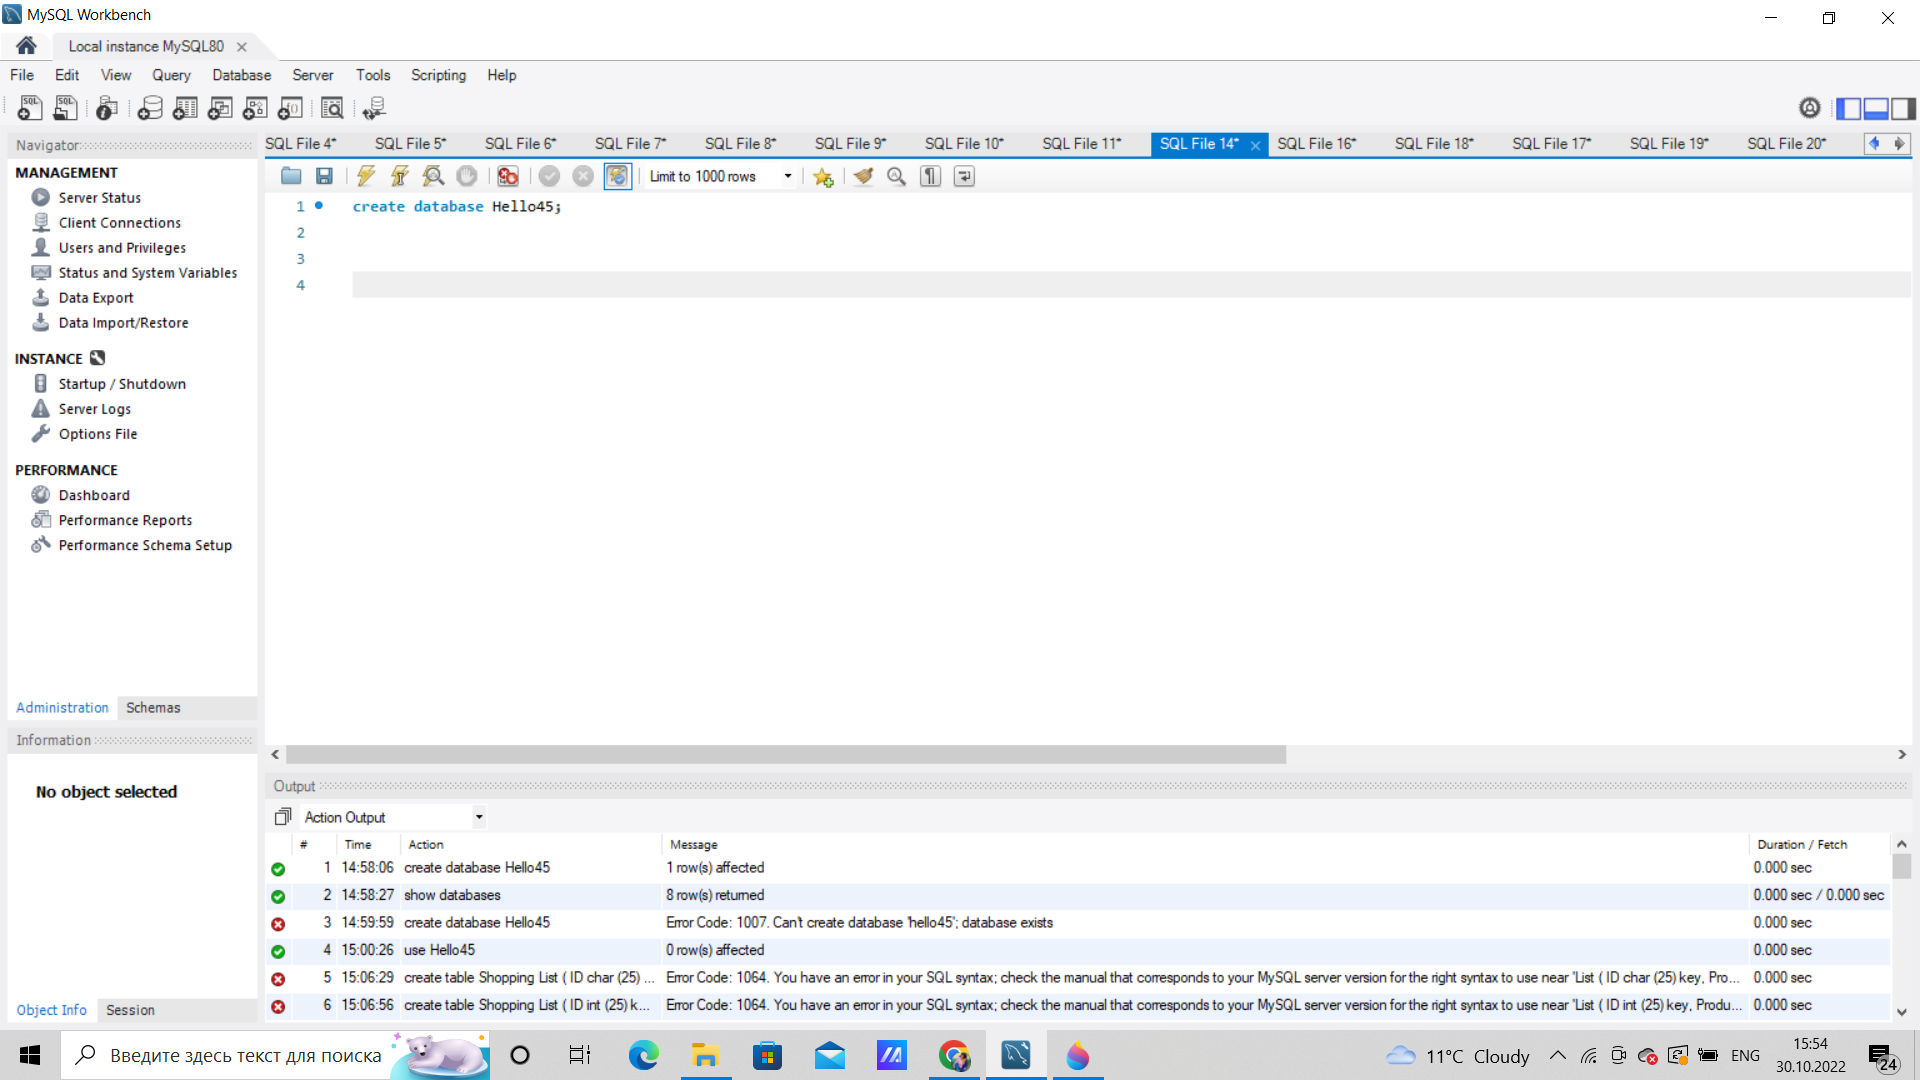 MySQL Workbench
Local instance MySQL80
File Edit View Query Database Server Tools Scripting Help
Navigator
SQL File 4* SQL File 5* SQL File 6* SQL File 7* SQL File 8* SQL File 9* SQL File 10* SQL File 11* SQL File 14* SQL File 16* SQL File 18* SQL File 17* SQL File 19* SQL File 20*
Limit to 1000 rows
MANAGEMENT
Server Status
Client Connections
Users and Privileges
Status and System Variables
Data Export
Data Import/Restore
INSTANCE
Startup / Shutdown
Server Logs
Options File
PERFORMANCE
Dashboard
Performance Reports
Performance Schema Setup
Administration Schemas
Information
No object selected
Object Info Session
1 create database Hello45;
2
3
4
Output
Action Output
# Time Action Message Duration / Fetch
1 14:58:06 create database Hello45 1 row(s) affected 0.000 sec
2 14:58:27 show databases 8 row(s) returned 0.000 sec / 0.000 sec
3 14:59:59 create database Hello45 Error Code: 1007. Can't create database 'hello45'; database exists 0.000 sec
4 15:00:26 use Hello45 0 row(s) affected 0.000 sec
5 15:06:29 create table Shopping List ( ID char (25) ... Error Code: 1064. You have an error in your SQL syntax; check the manual that corresponds to your MySQL server version for the right syntax to use near 'List ( ID char (25) key, Pro... 0.000 sec
6 15:06:56 create table Shopping List ( ID int (25) k... Error Code: 1064. You have an error in your SQL syntax; check the manual that corresponds to your MySQL server version for the right syntax to use near 'List ( ID int (25) key, Produ... 0.000 sec
Введите здесь текст для поиска
11°C Cloudy
ENG
15:54
30.10.2022
24